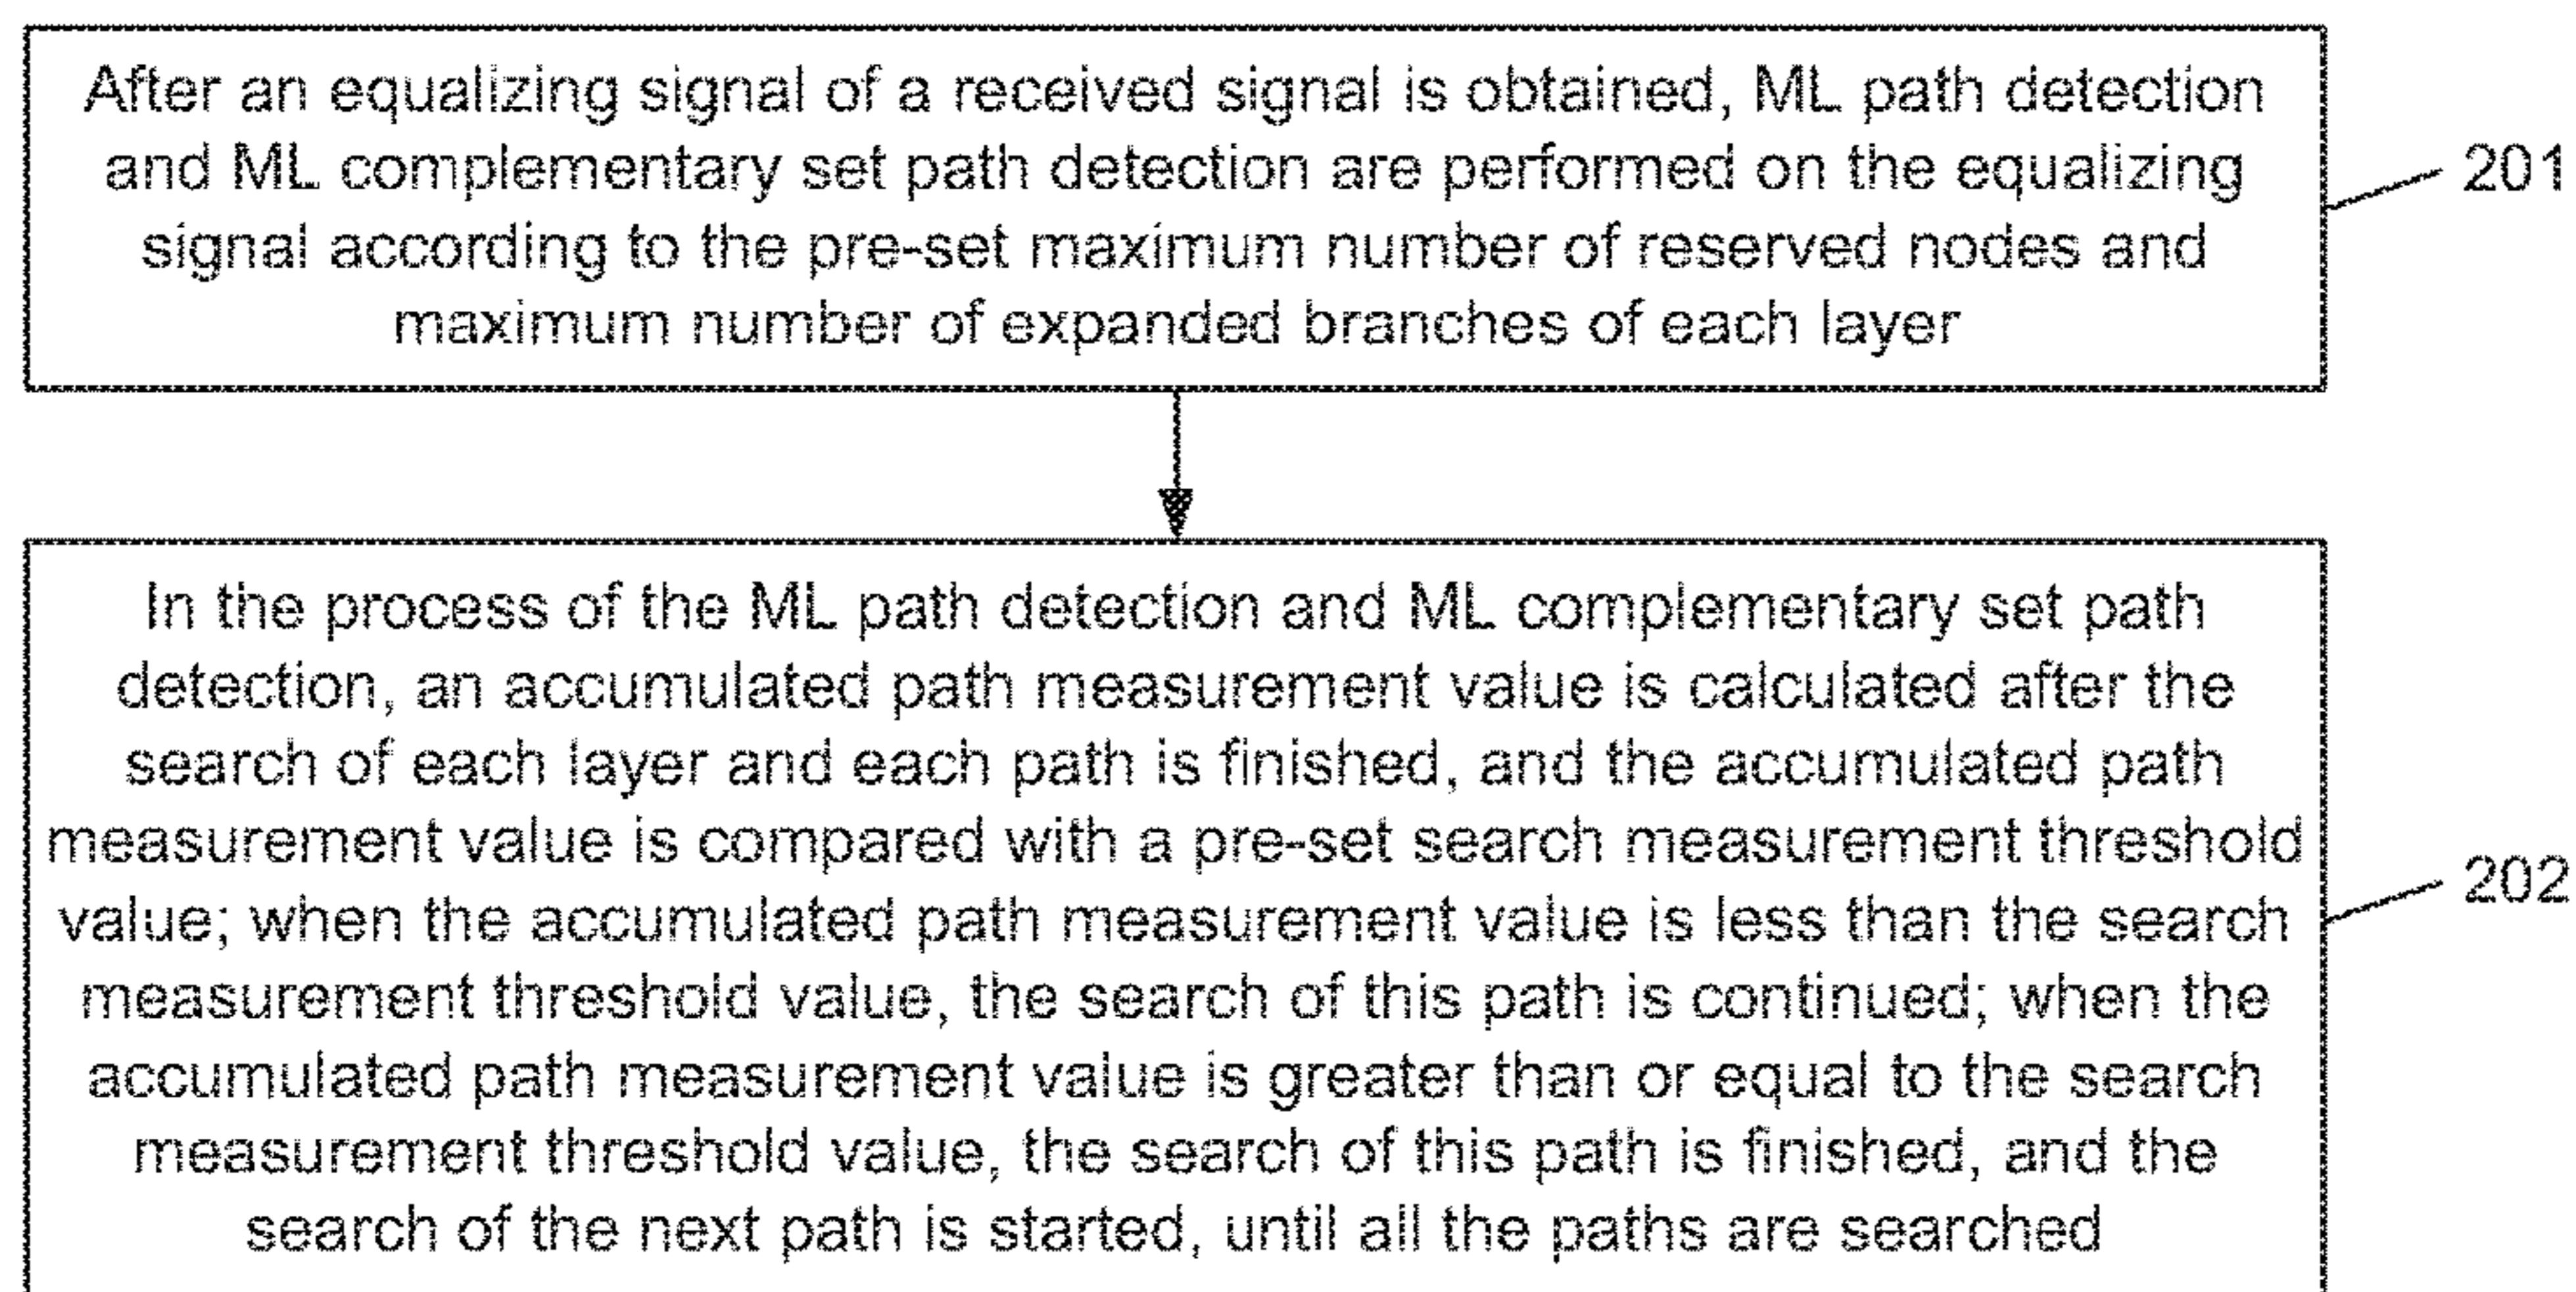 After an equalizing signal of a received signal is obtained, ML path detection
and ML complementary set path detection are performed on the equalizing
signal according to the pre-set maximum number of reserved nodes and
maximum number of expanded branches of each layer
201
In the process of the ML path detection and ML complementary set path
detection, an accumulated path measurement value is calculated after the
search of each layer and each path is finished, and the accumulated path
measurement value is compared with a pre-set search measurement threshold
value; when the accumulated path measurement value is less than the search
measurement threshold value, the search of this path is continued; when the
accumulated path measurement value is greater than or equal to the search
measurement threshold value, the search of this path is finished, and the
search of the next path is started, until all the paths are searched
202